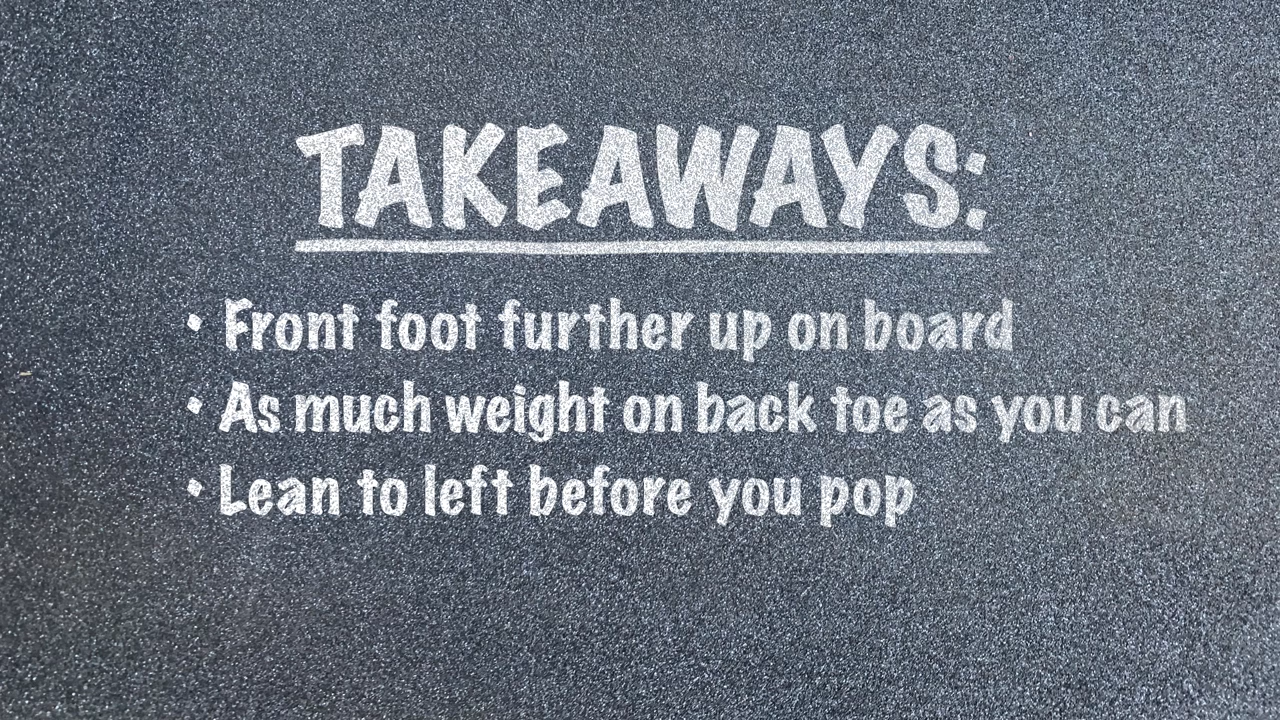 TAKEAWAYS:
• Front foot further up on board
• As much weight on back toe as you can
• Lean to left before you pop